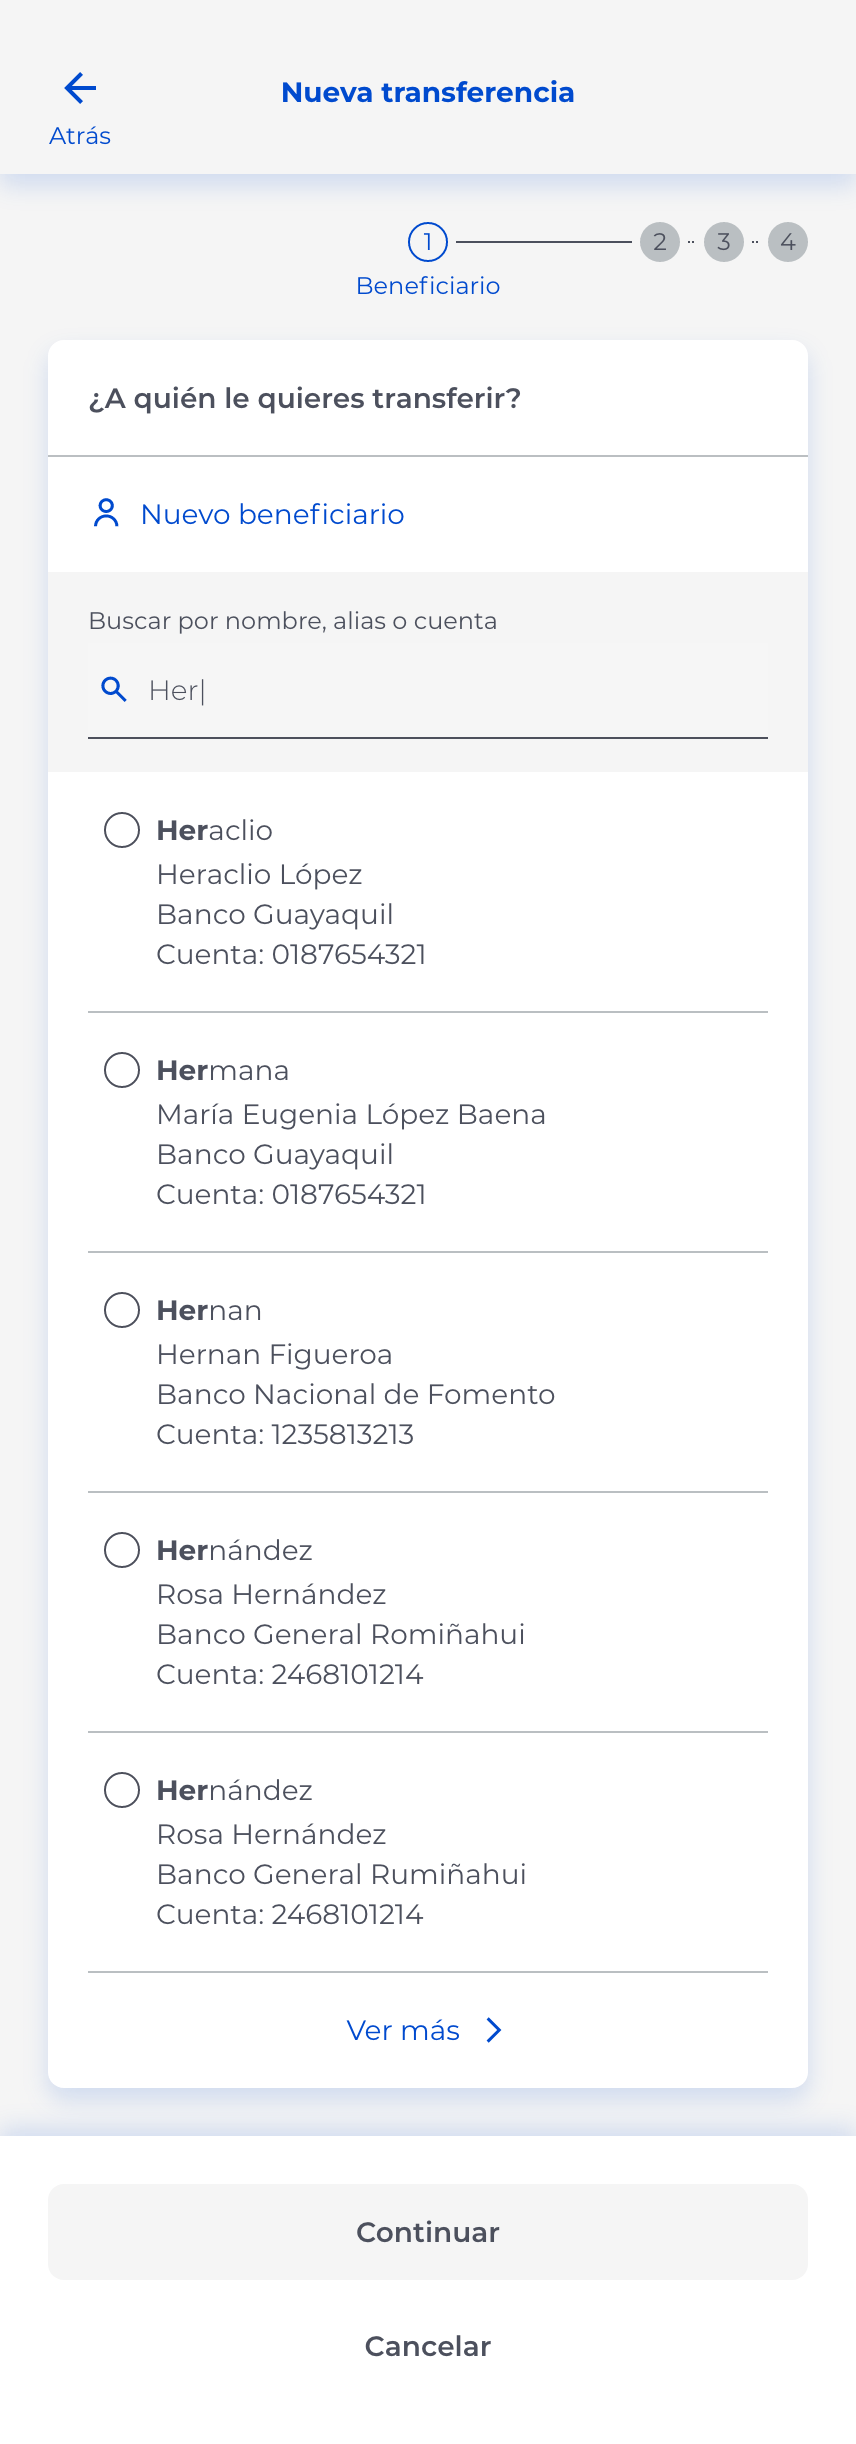 Nueva transferencia
Atrás
1 2 3 4
Beneficiario
¿A quién le quieres transferir?
Nuevo beneficiario
Buscar por nombre, alias o cuenta
Her|
Heraclio
Heraclio López
Banco Guayaquil
Cuenta: 0187654321
Hermana
María Eugenia López Baena
Banco Guayaquil
Cuenta: 0187654321
Hernan
Hernan Figueroa
Banco Nacional de Fomento
Cuenta: 1235813213
Hernández
Rosa Hernández
Banco General Romiñahui
Cuenta: 2468101214
Hernández
Rosa Hernández
Banco General Rumiñahui
Cuenta: 2468101214
Ver más
Continuar
Cancelar